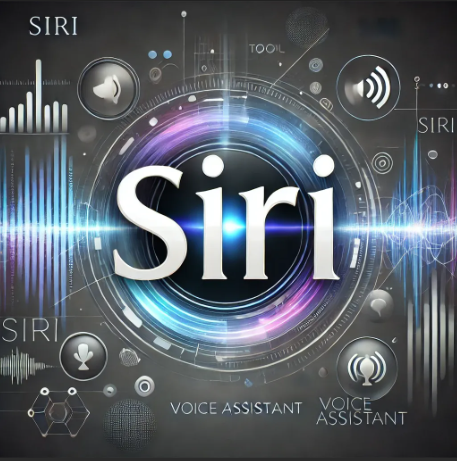 SIRI
TOOL
SIRI
Siri
SIRI
VOICE ASSISTANT
VOICE
ASSISTANT